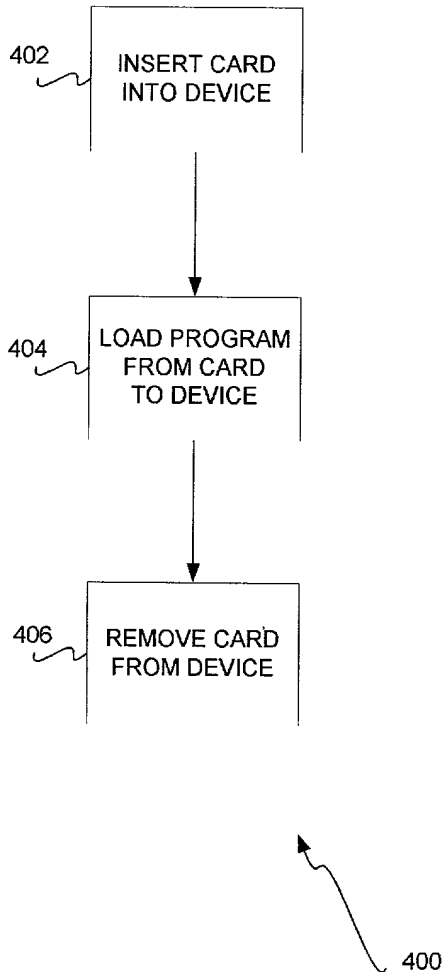 402
INSERT CARD
INTO DEVICE
404
LOAD PROGRAM
FROM CARD
TO DEVICE
406
REMOVE CARD
FROM DEVICE
400